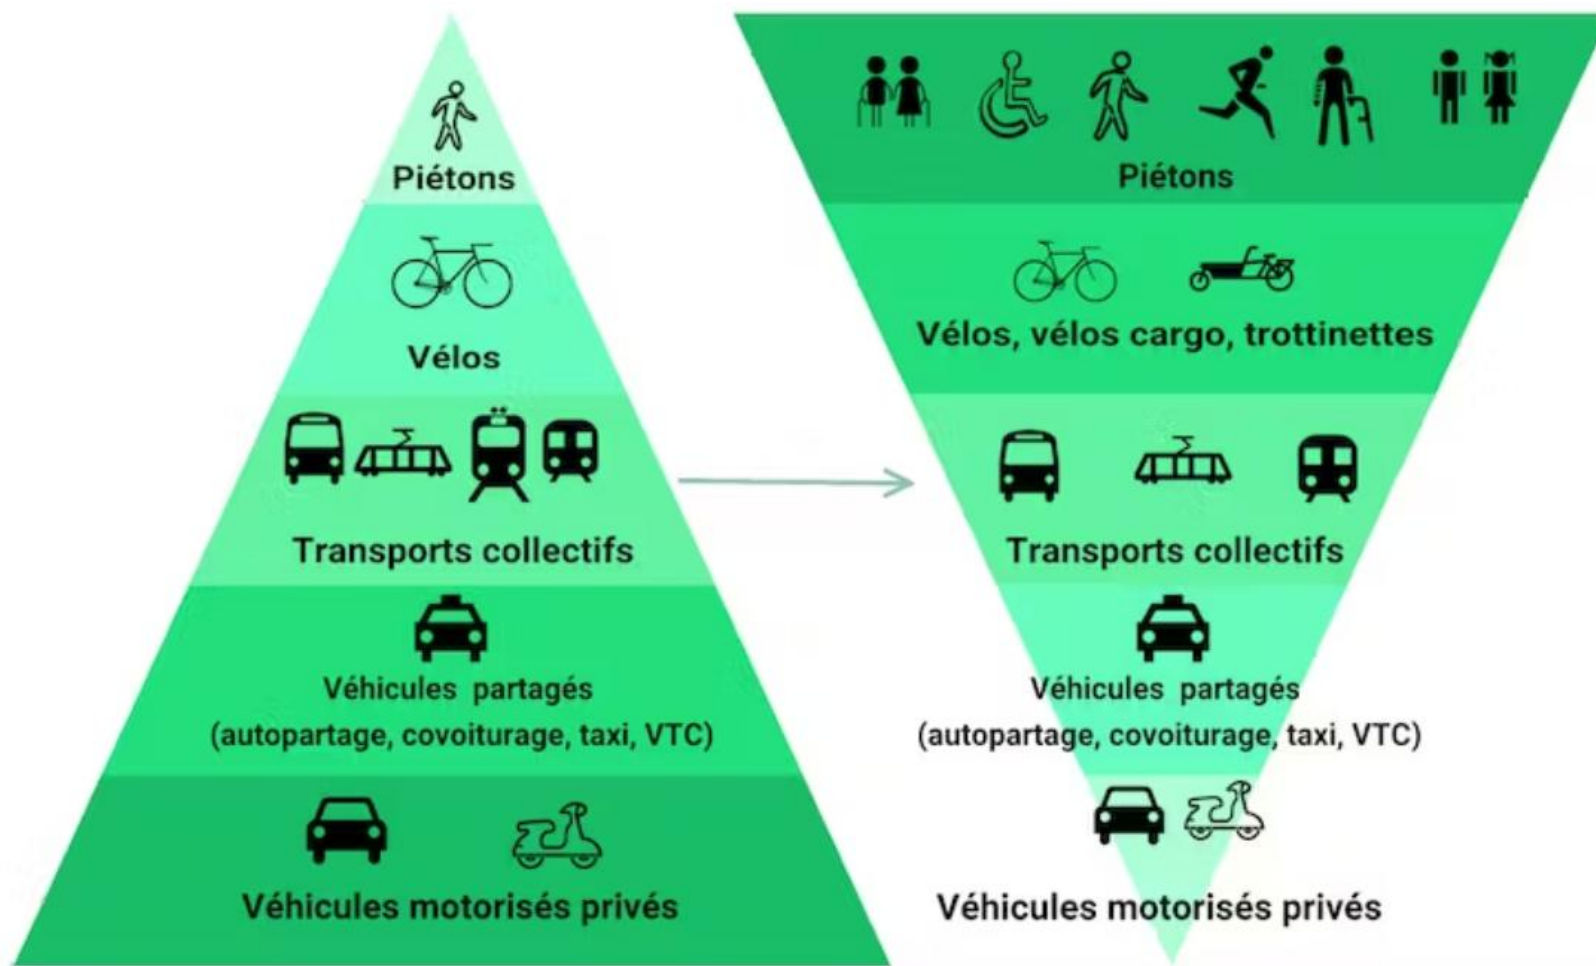 Piétons
Vélos
Transports collectifs
Véhicules partagés
(autopartage, covoiturage, taxi, VTC)
Véhicules motorisés privés
Piétons
Vélos, vélos cargo, trottinettes
Transports collectifs
Véhicules partagés
(autopartage, covoiturage, taxi, VTC)
Véhicules motorisés privés